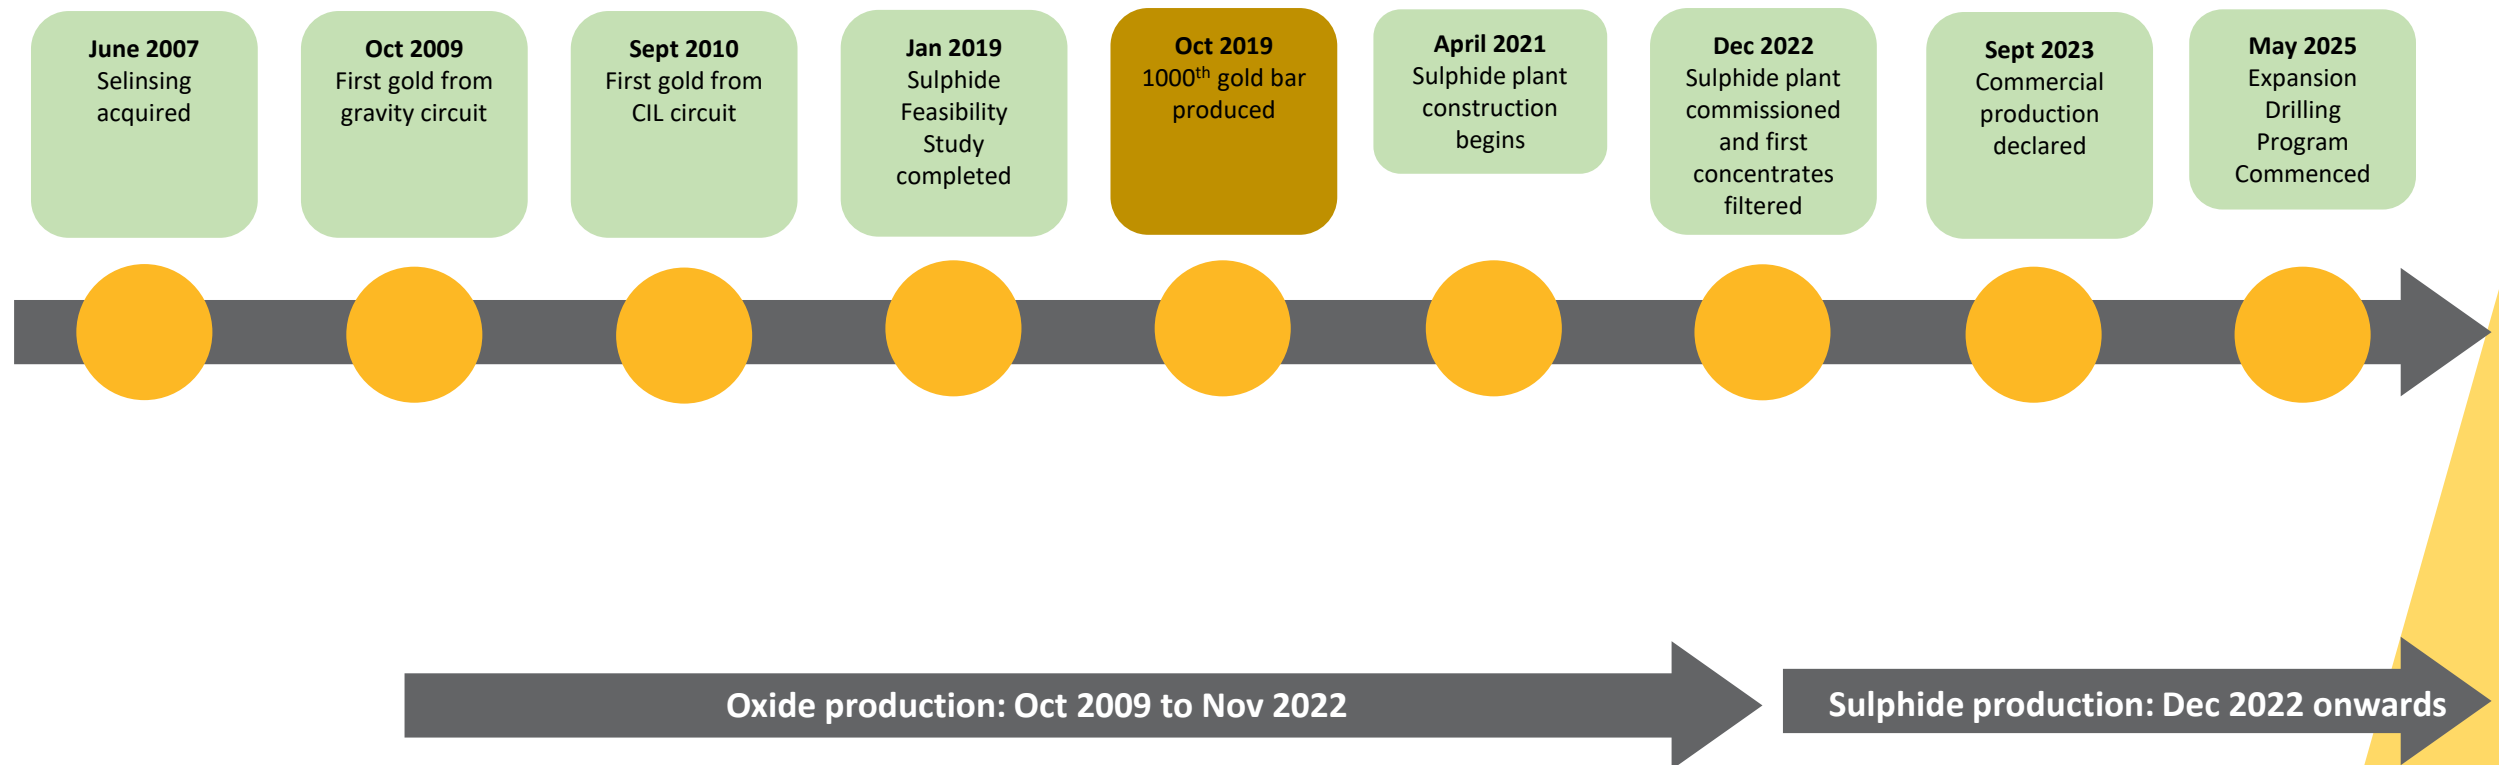 June 2007
Selinsing
acquired
Oct 2009
First gold from
gravity circuit
Sept 2010
First gold from
CIL circuit
Jan 2019
Sulphide
Feasibility
Study
completed
Oct 2019
1000th gold bar
produced
April 2021
Sulphide plant
construction
begins
Dec 2022
Sulphide plant
commissioned
and first
concentrates
filtered
Sept 2023
Commercial
production
declared
May 2025
Expansion
Drilling
Program
Commenced
Oxide production: Oct 2009 to Nov 2022
Sulphide production: Dec 2022 onwards